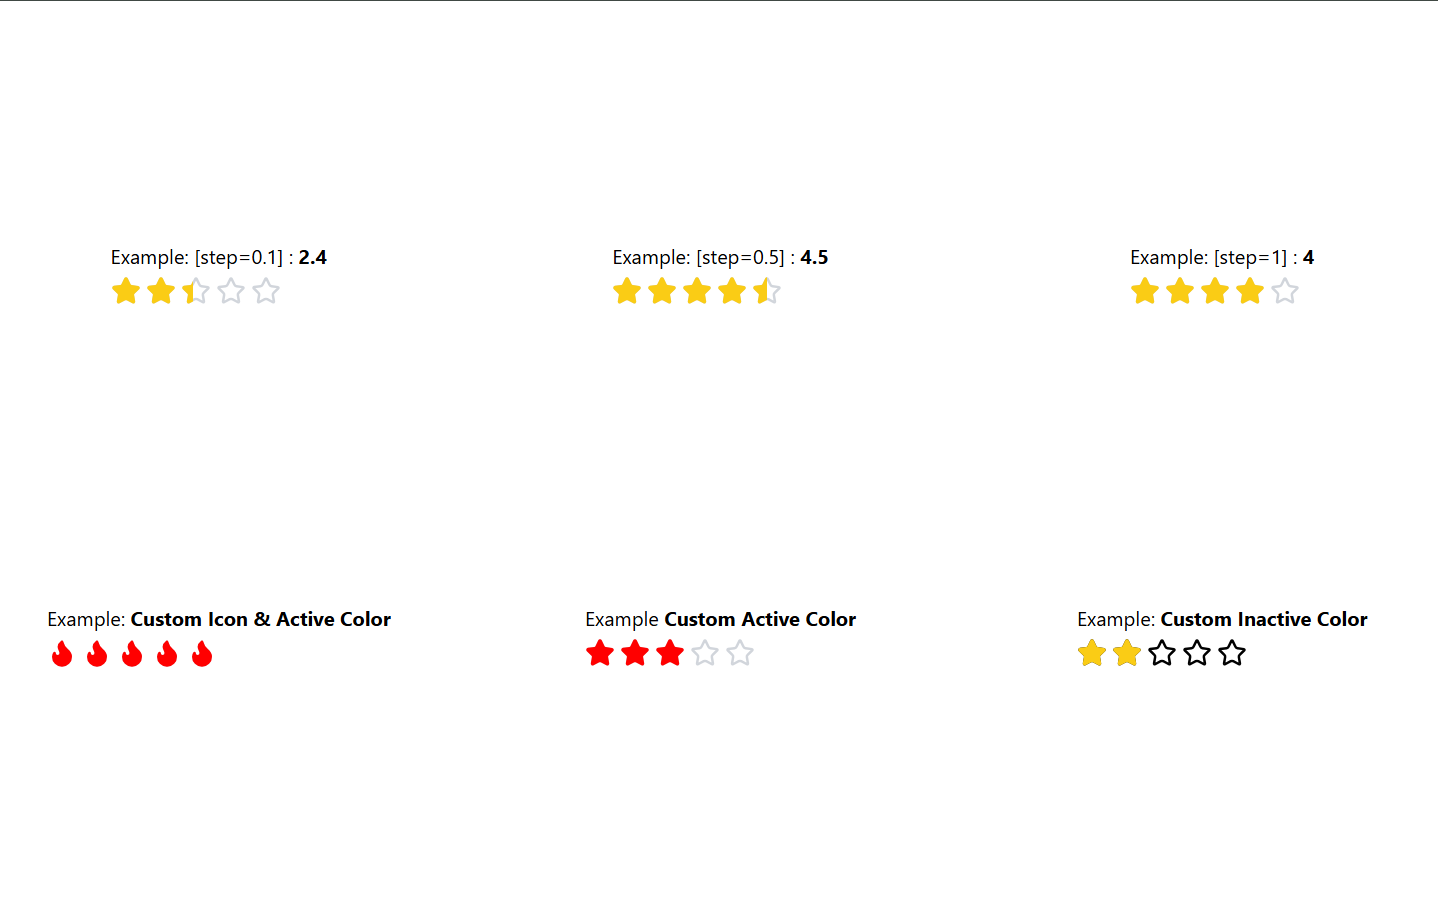 Example: [step=0.1] : 2.4
Example: [step=0.5] : 4.5
Example: [step=1] : 4
Example: Custom Icon & Active Color
Example Custom Active Color
Example: Custom Inactive Color